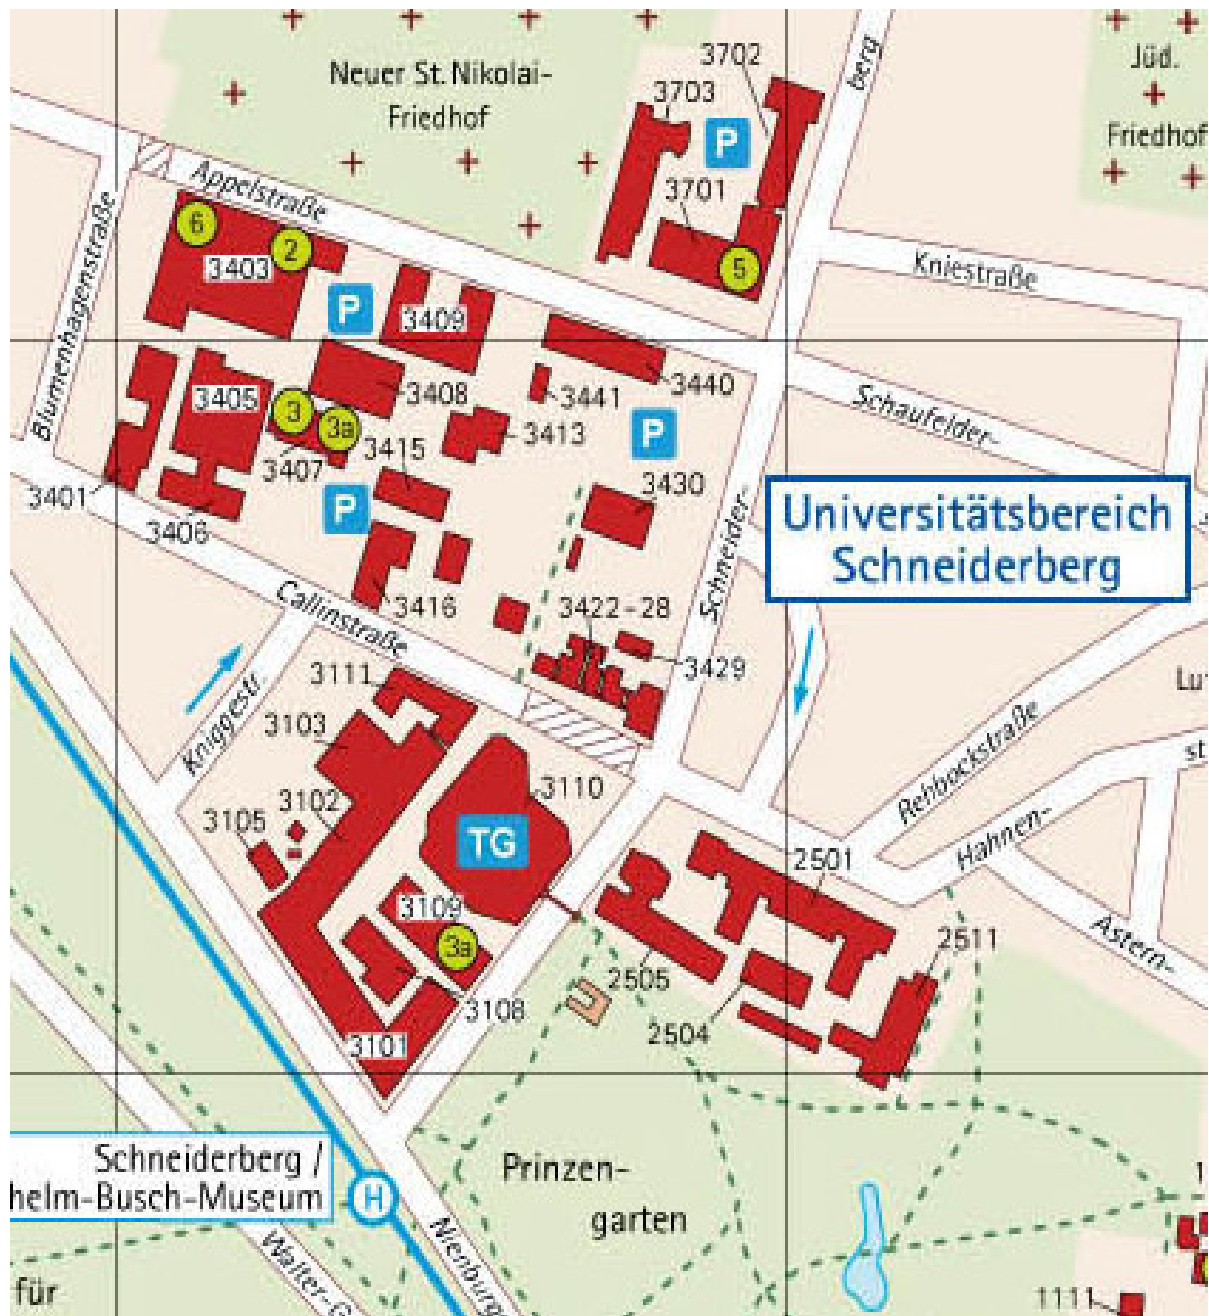 Neuer St. Nikolai-
Friedhof
3702
3703
P
3701
5
berg
Jüd.
Friedhof
Appelstraße
Kniestraße
Blumenhagenstraße
6
2
3403
P
3409
3440
3441
3408
3405
3
3a
3407
3415
3413
P
3430
Schaufelder-
3401
3406
P
3416
Callinstraße
3422-28
3429
Schneider-
Universitätsbereich
Schneiderberg
Kniggestr.
3111
3103
3102
3105
3110
TG
3109
3a
3108
3101
Rehbockstraße
Hahnen-
st
2501
2511
2505
2504
Astern-
Schneiderberg /
helm-Busch-Museum
H
Prinzen-
garten
Nienburg
Walter-
für
1111